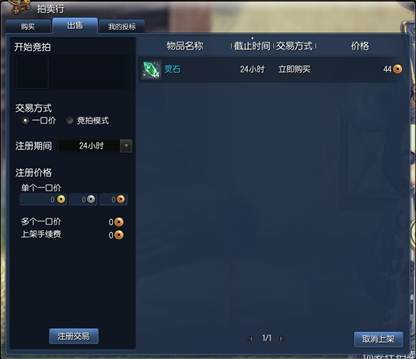 拍卖行
购买 出售 我的投标
开始竞拍
物品名称 截止时间 交易方式 价格
44 灵石 24小时 立即购买 44
交易方式
一口价 竞拍模式
注册期间 24小时
注册价格
单个一口价
0 0 0
多个一口价 0
上架手续费 0
注册交易
1/1
取消上架